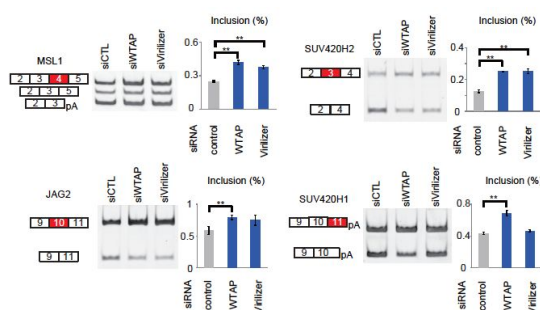 MSL1
siCTL
siWTAP
siVirilizer
Inclusion (%)
**
**
0.6
0.3
0
2 3 4 5
2 3 5
2 3 pA
siRNA
control
WTAP
Virilizer
SUV420H2
siCTL
siWTAP
siVirilizer
Inclusion (%)
**
**
0.4
0.2
0
2 3 4
2 4
siRNA
control
WTAP
Virilizer
JAG2
siCTL
siWTAP
siVirilizer
Inclusion (%)
**
1
0.5
0
9 10 11
9 11
siRNA
control
WTAP
Virilizer
SUV420H1
siCTL
siWTAP
siVirilizer
Inclusion (%)
**
0.8
0.4
0
9 10 11 pA
9 10 pA
siRNA
control
WTAP
Virilizer